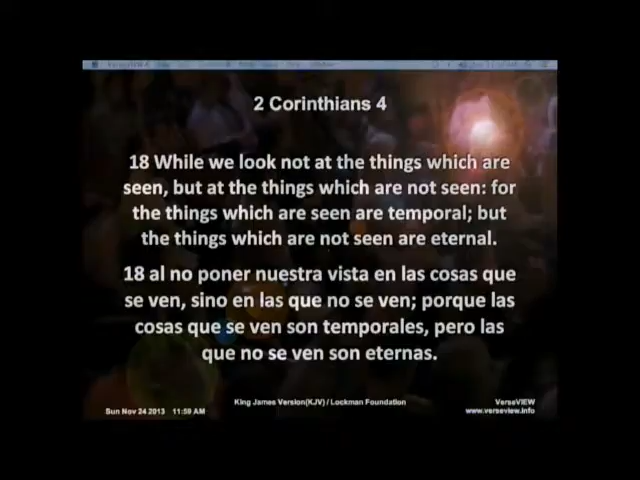 2 Corinthians 4
18 While we look not at the things which are
seen, but at the things which are not seen: for
the things which are seen are temporal; but
the things which are not seen are eternal.
18 al no poner nuestra vista en las cosas que
se ven, sino en las que no se ven; porque las
cosas que se ven son temporales, pero las
que no se ven son eternas.
King James Version(KJV) / Lockman Foundation
VerseVIEW
Sun Nov 24 2013 11:59 AM
www.verseview.info